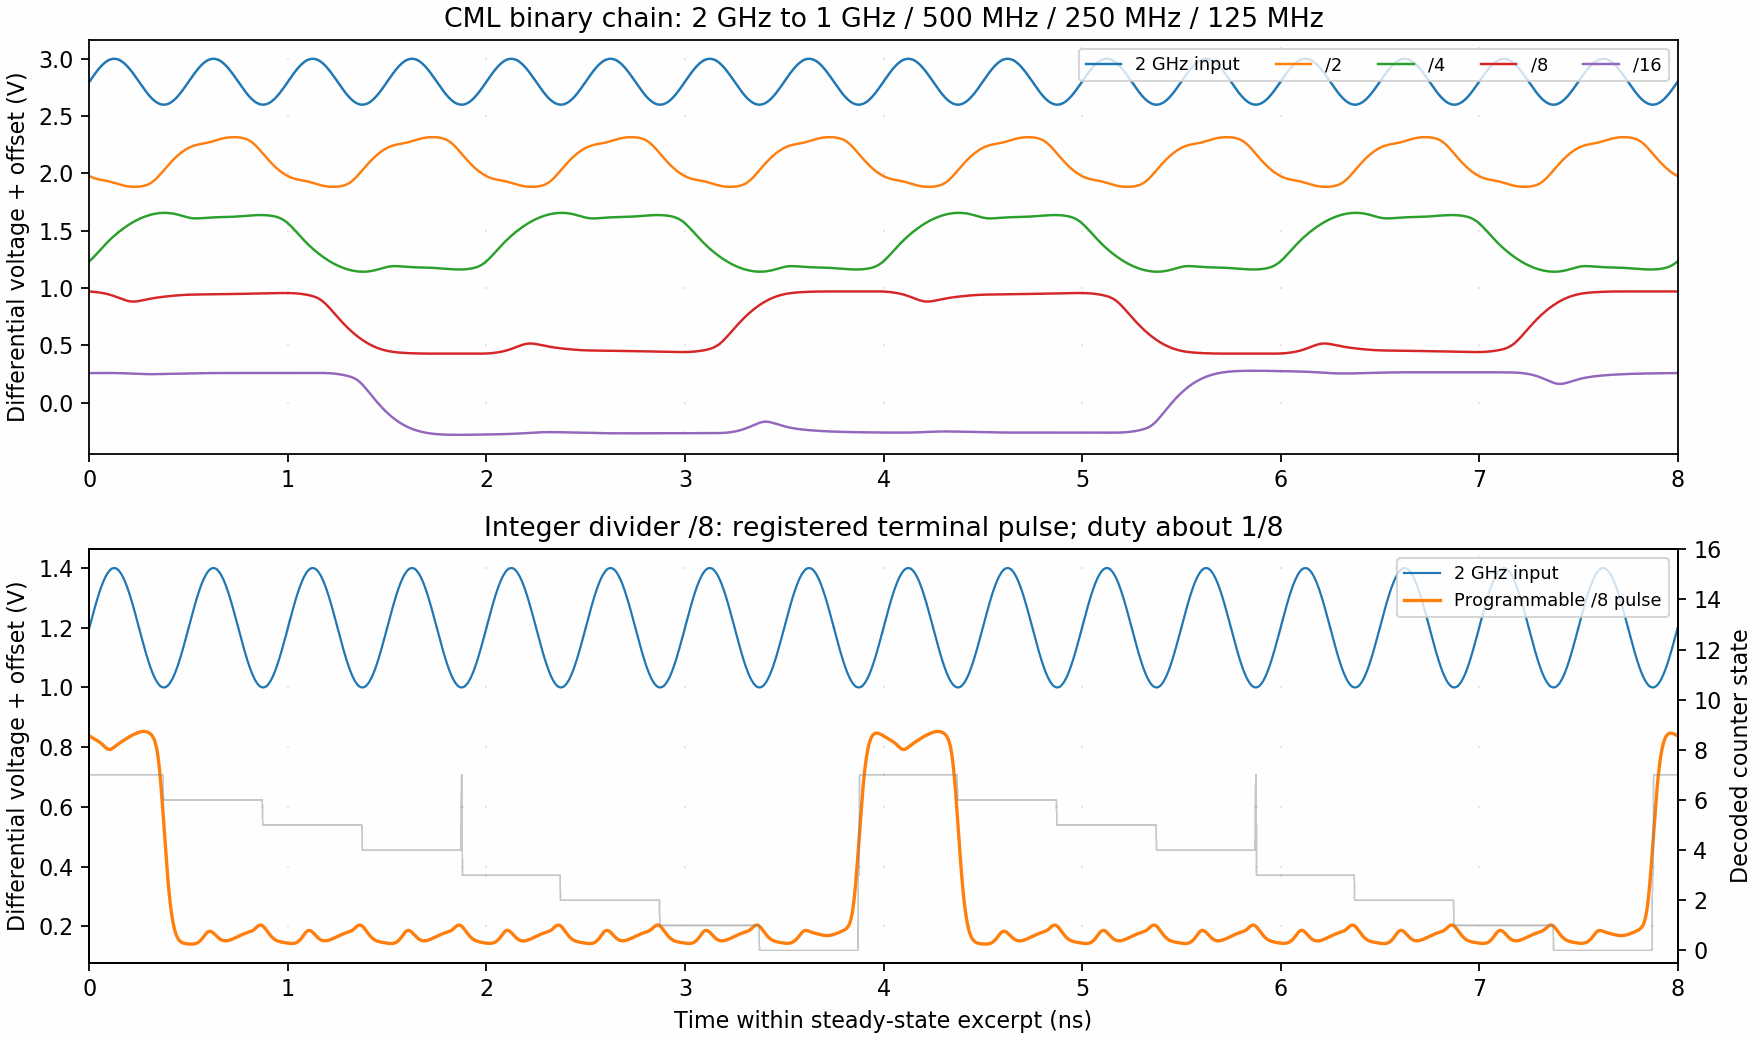 CML binary chain: 2 GHz to 1 GHz / 500 MHz / 250 MHz / 125 MHz
Differential voltage + offset (V)
3.0
2.5
2.0
1.5
1.0
0.5
0.0
2 GHz input /2 /4 /8 /16
0 1 2 3 4 5 6 7 8
Integer divider /8: registered terminal pulse; duty about 1/8
Differential voltage + offset (V)
1.4
1.2
1.0
0.8
0.6
0.4
0.2
2 GHz input
Programmable /8 pulse
16
14
12
10
8
6
4
2
0
Decoded counter state
0 1 2 3 4 5 6 7 8
Time within steady-state excerpt (ns)